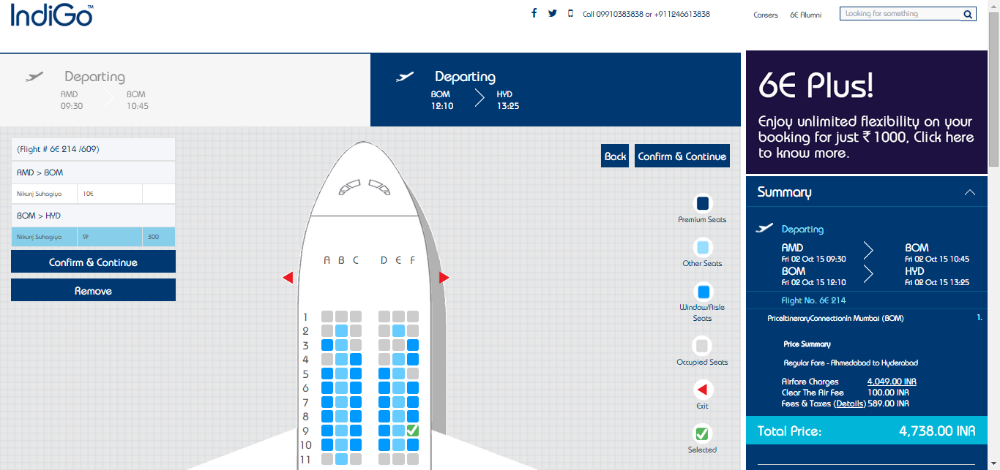 IndiGo™
Call 09910383838 or +911246613838
Careers 6E Alumni
Looking for something
Departing
AMD BOM
09:30 10:45
Departing
BOM HYD
12:10 13:25
(Flight # 6E 214 /609)
AMD > BOM
Nikunj Suhagiya 10E
BOM > HYD
Nikunj Suhagiya 9F 300
Confirm & Continue
Remove
A B C D E F
1
2
3
4
5
6
7
8
9
10
11
Back Confirm & Continue
Premium Seats
Other Seats
Window/Aisle
Seats
Occupied Seats
Exit
Selected
6E Plus!
Enjoy unlimited flexibility on your
booking for just ₹ 1000, Click here
to know more.
Summary
Departing
AMD BOM
Fri 02 Oct 15 09:30 Fri 02 Oct 15 10:45
BOM HYD
Fri 02 Oct 15 12:10 Fri 02 Oct 15 13:25
Flight No. 6E 214
PriceItineraryConnectionIn Mumbai (BOM) 1.
Price Summary
Regular Fare - Ahmedabad to Hyderabad
Airfare Charges 4,049.00 INR
Clear The Air Fee 100.00 INR
Fees & Taxes (Details) 589.00 INR
Total Price: 4,738.00 INR